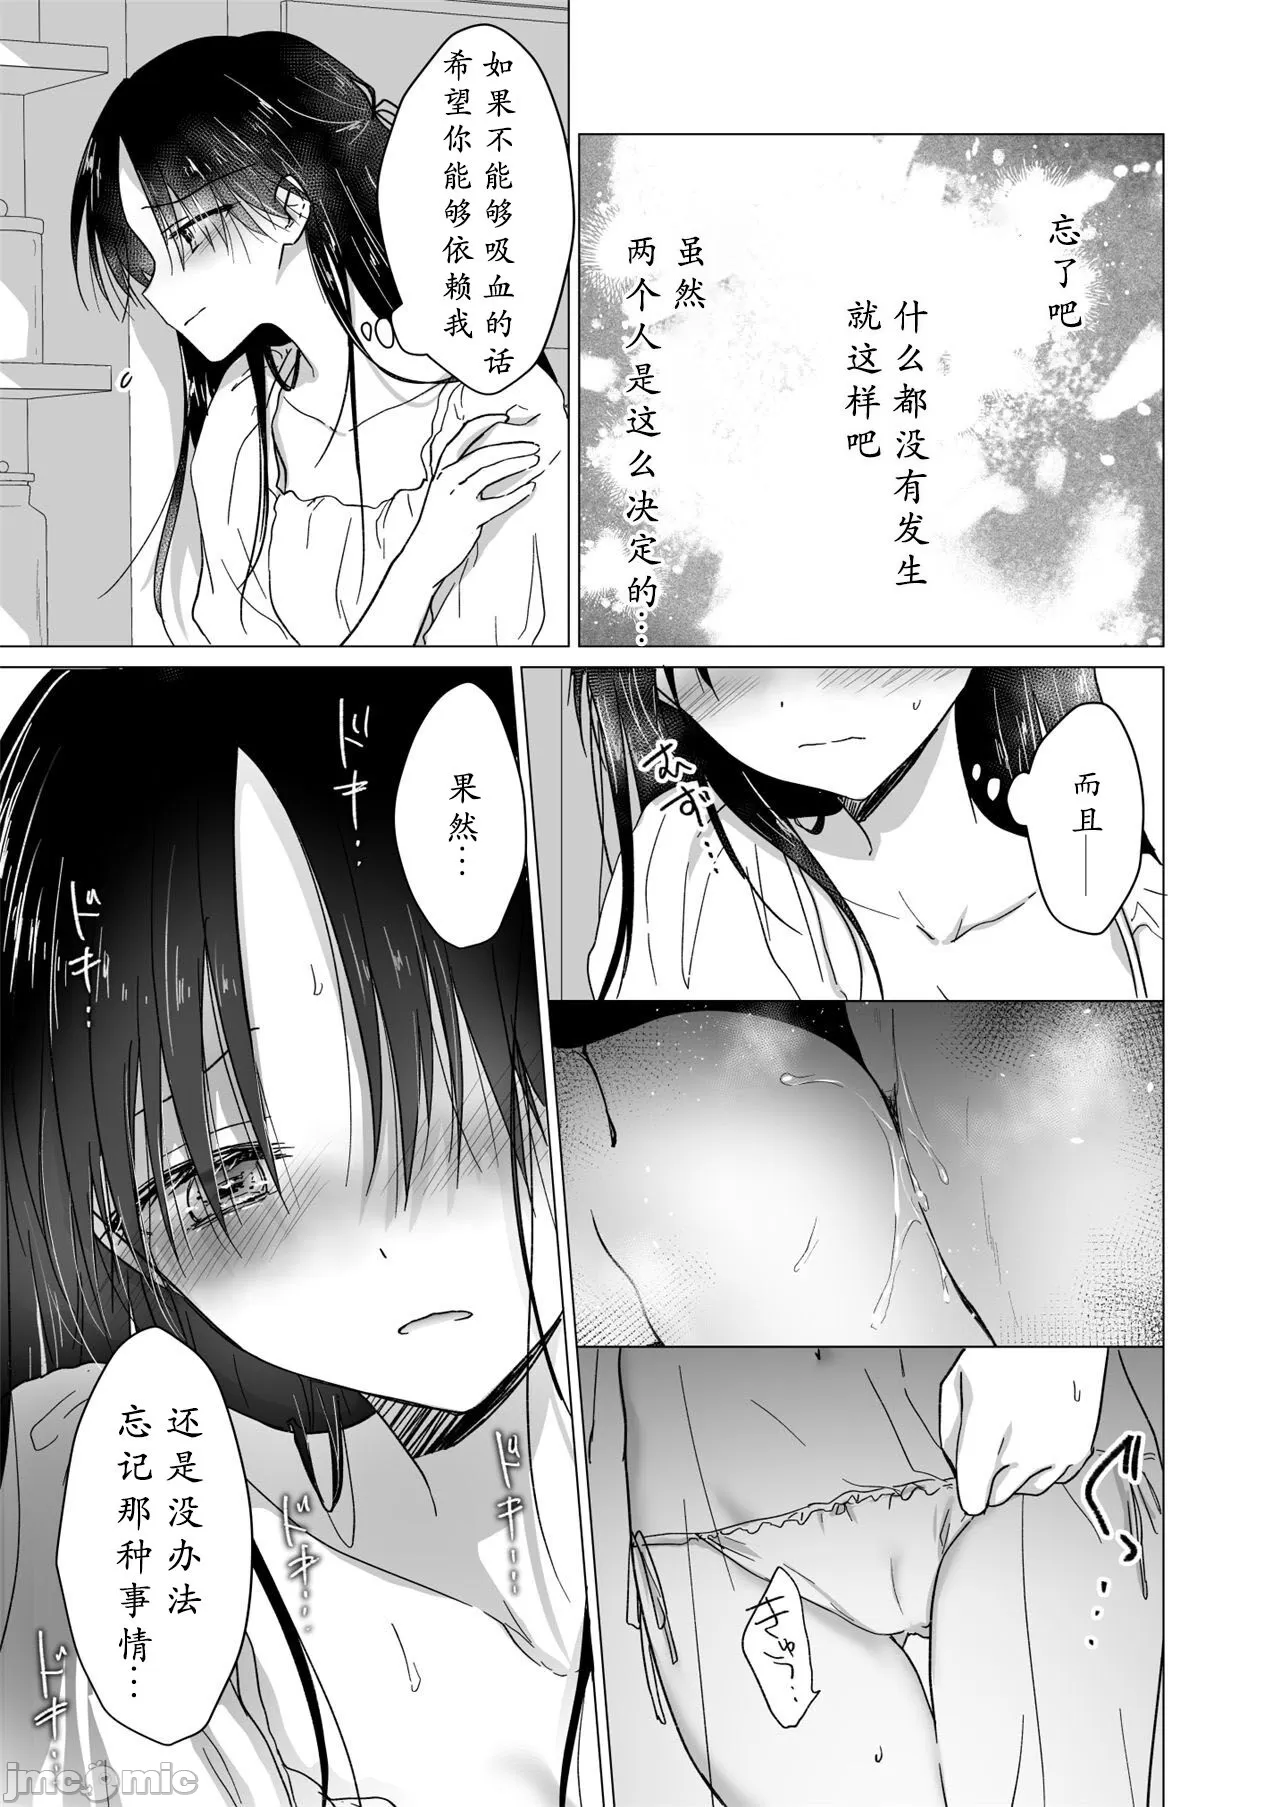 忘了吧
什么都没有发生
就这样吧
虽然
两个人是这么决定的…
如果不能够吸血的话
希望你能够依赖我
而且——
むず…
果然…
ドキ…
ドキ…
きゅっ…
还是没办法
忘记那种事情…
ドキ…
ドキ…
ドキ…
jmcomic